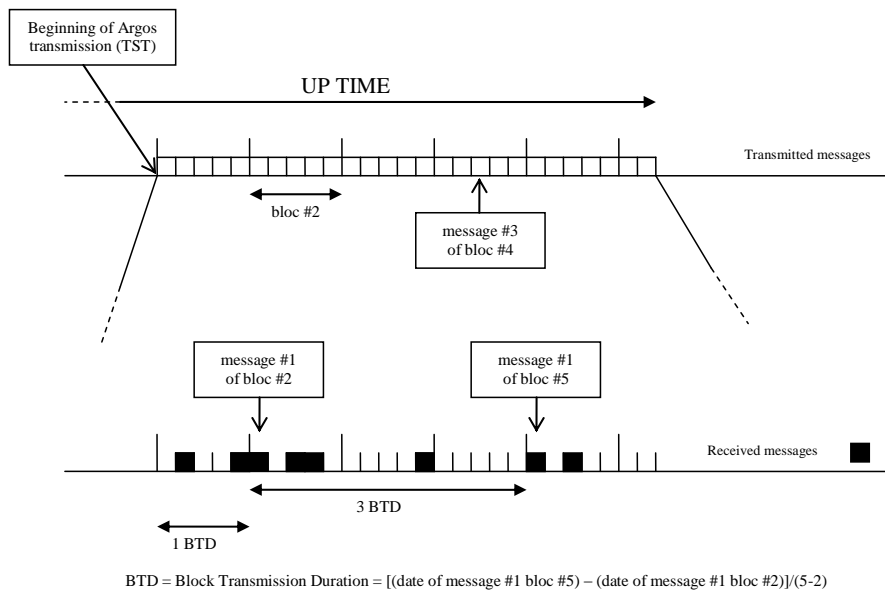 Beginning of Argos
transmission (TST)
UP TIME
Transmitted messages
bloc #2
message #3
of bloc #4
message #1
of bloc #2
message #1
of bloc #5
Received messages
3 BTD
1 BTD
BTD = Block Transmission Duration = [(date of message #1 bloc #5) – (date of message #1 bloc #2)]/(5-2)